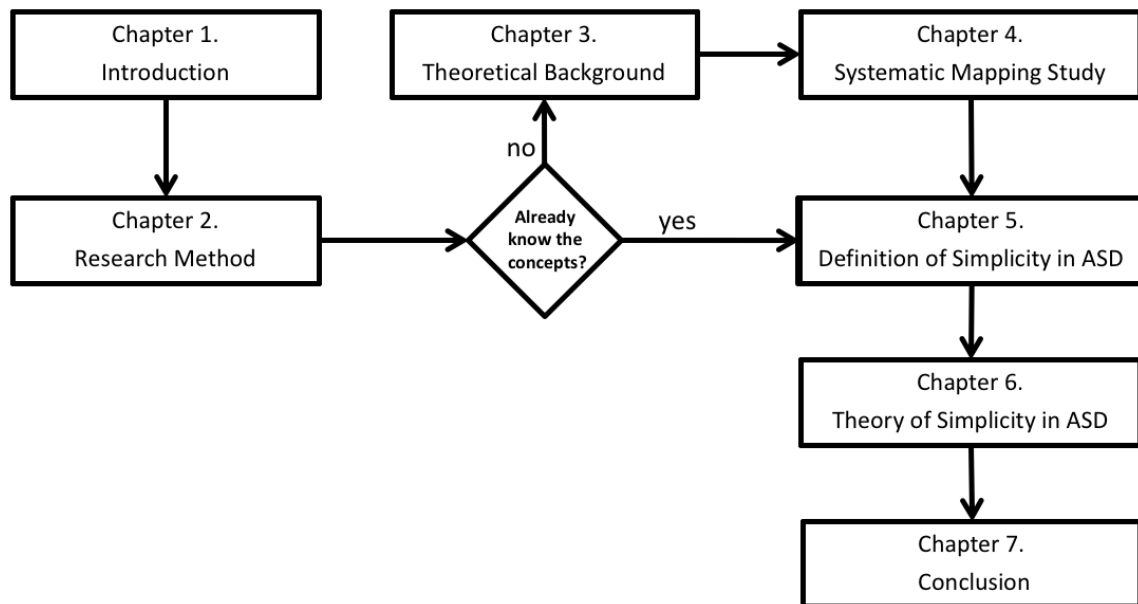 Chapter 1.
Introduction
Chapter 3.
Theoretical Background
Chapter 4.
Systematic Mapping Study
no
Chapter 2.
Research Method
Already
know the
concepts?
yes
Chapter 5.
Definition of Simplicity in ASD
Chapter 6.
Theory of Simplicity in ASD
Chapter 7.
Conclusion